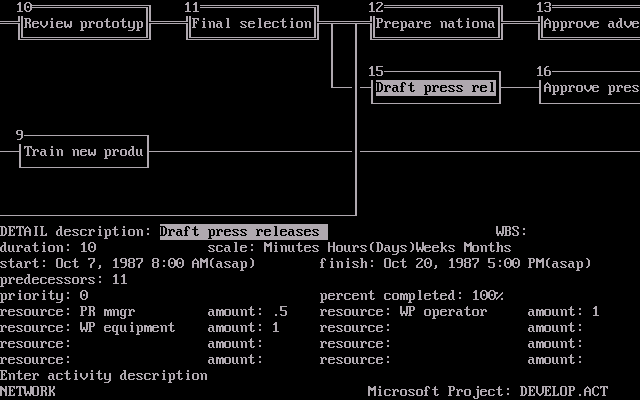 10 11 12 13
Review prototyp Final selection Prepare nationa Approve adve
15 16
Draft press rel Approve pres
9
Train new produ
DETAIL description: Draft press releases WBS:
duration: 10 scale: Minutes Hours(Days)Weeks Months
start: Oct 7, 1987 8:00 AM(asap) finish: Oct 20, 1987 5:00 PM(asap)
predecessors: 11
priority: 0 percent completed: 100%
resource: PR mngr amount: .5 resource: WP operator amount: 1
resource: WP equipment amount: 1 resource: amount:
resource: amount: resource: amount:
resource: amount: resource: amount:
Enter activity description
NETWORK Microsoft Project: DEVELOP.ACT